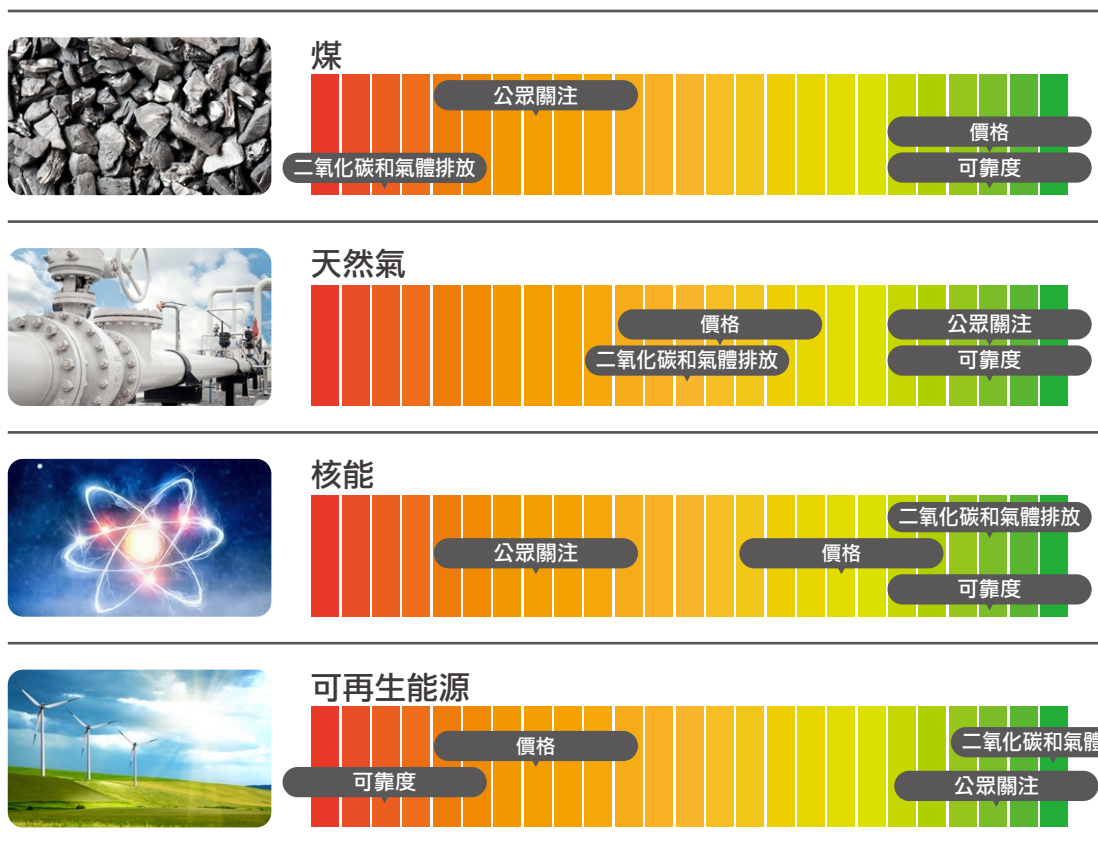 煤
公眾關注
價格
二氧化碳和氣體排放
可靠度
天然氣
價格
公眾關注
二氧化碳和氣體排放
可靠度
核能
二氧化碳和氣體排放
公眾關注
價格
可靠度
可再生能源
價格
二氧化碳和氣體
可靠度
公眾關注